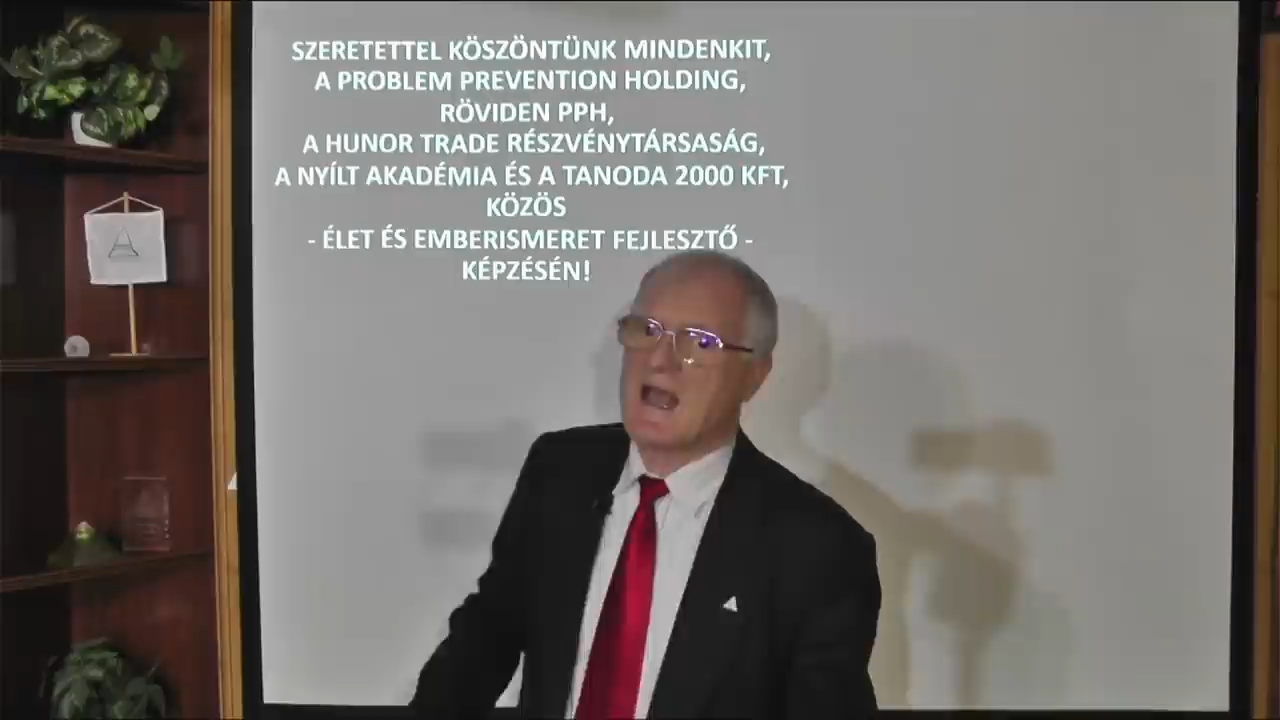 SZERETETTEL KÖSZÖNTÜNK MINDENKIT,
A PROBLEM PREVENTION HOLDING,
RÖVIDEN PPH,
A HUNOR TRADE RÉSZVÉNYTÁRSASÁG,
A NYÍLT AKADÉMIA ÉS A TANODA 2000 KFT,
KÖZÖS
- ÉLET ÉS EMBERISMERET FEJLESZTŐ -
KÉPZÉSÉN!